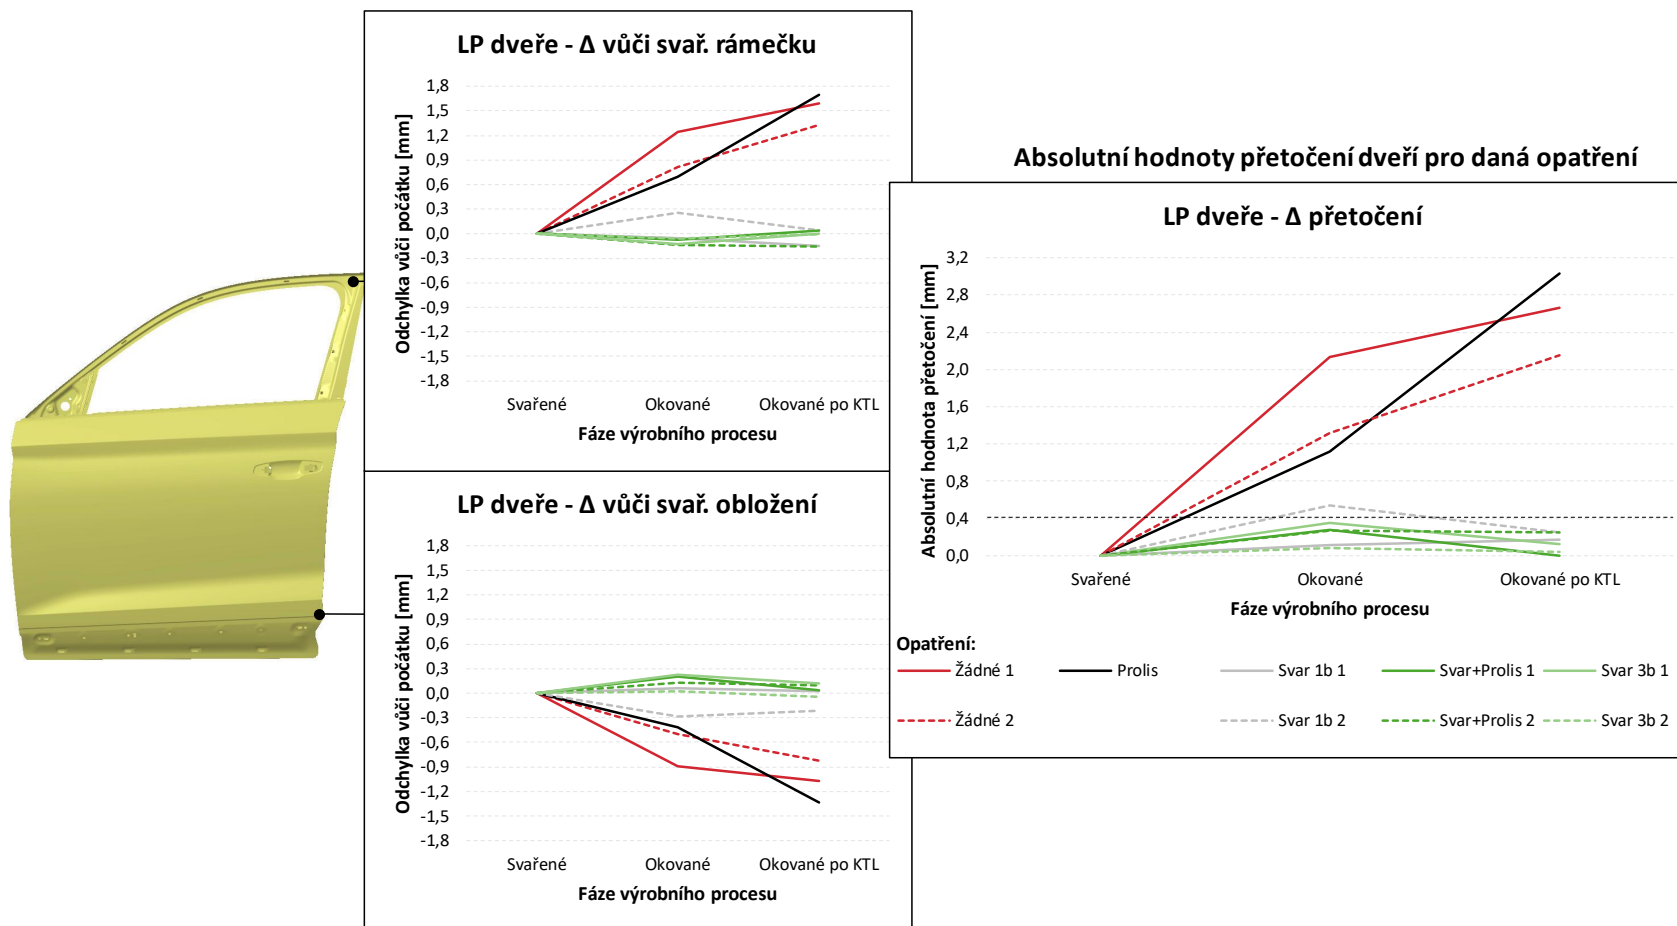 LP dveře - Δ vůči svař. rámečku
Odchylka vůči počátku [mm]
1,8
1,5
1,2
0,9
0,6
0,3
0,0
-0,3
-0,6
-0,9
-1,2
-1,5
-1,8
Svařené Okované Okované po KTL
Fáze výrobního procesu
LP dveře - Δ vůči svař. obložení
Odchylka vůči počátku [mm]
1,8
1,5
1,2
0,9
0,6
0,3
0,0
-0,3
-0,6
-0,9
-1,2
-1,5
-1,8
Svařené Okované Okované po KTL
Fáze výrobního procesu
Absolutní hodnoty přetočení dveří pro daná opatření
LP dveře - Δ přetočení
Absolutní hodnota přetočení [mm]
3,2
2,8
2,4
2,0
1,6
1,2
0,8
0,4
0,0
Svařené Okované Okované po KTL
Fáze výrobního procesu
Opatření:
Žádné 1 Prolis Svar 1b 1 Svar+Prolis 1 Svar 3b 1
Žádné 2 Svar 1b 2 Svar+Prolis 2 Svar 3b 2